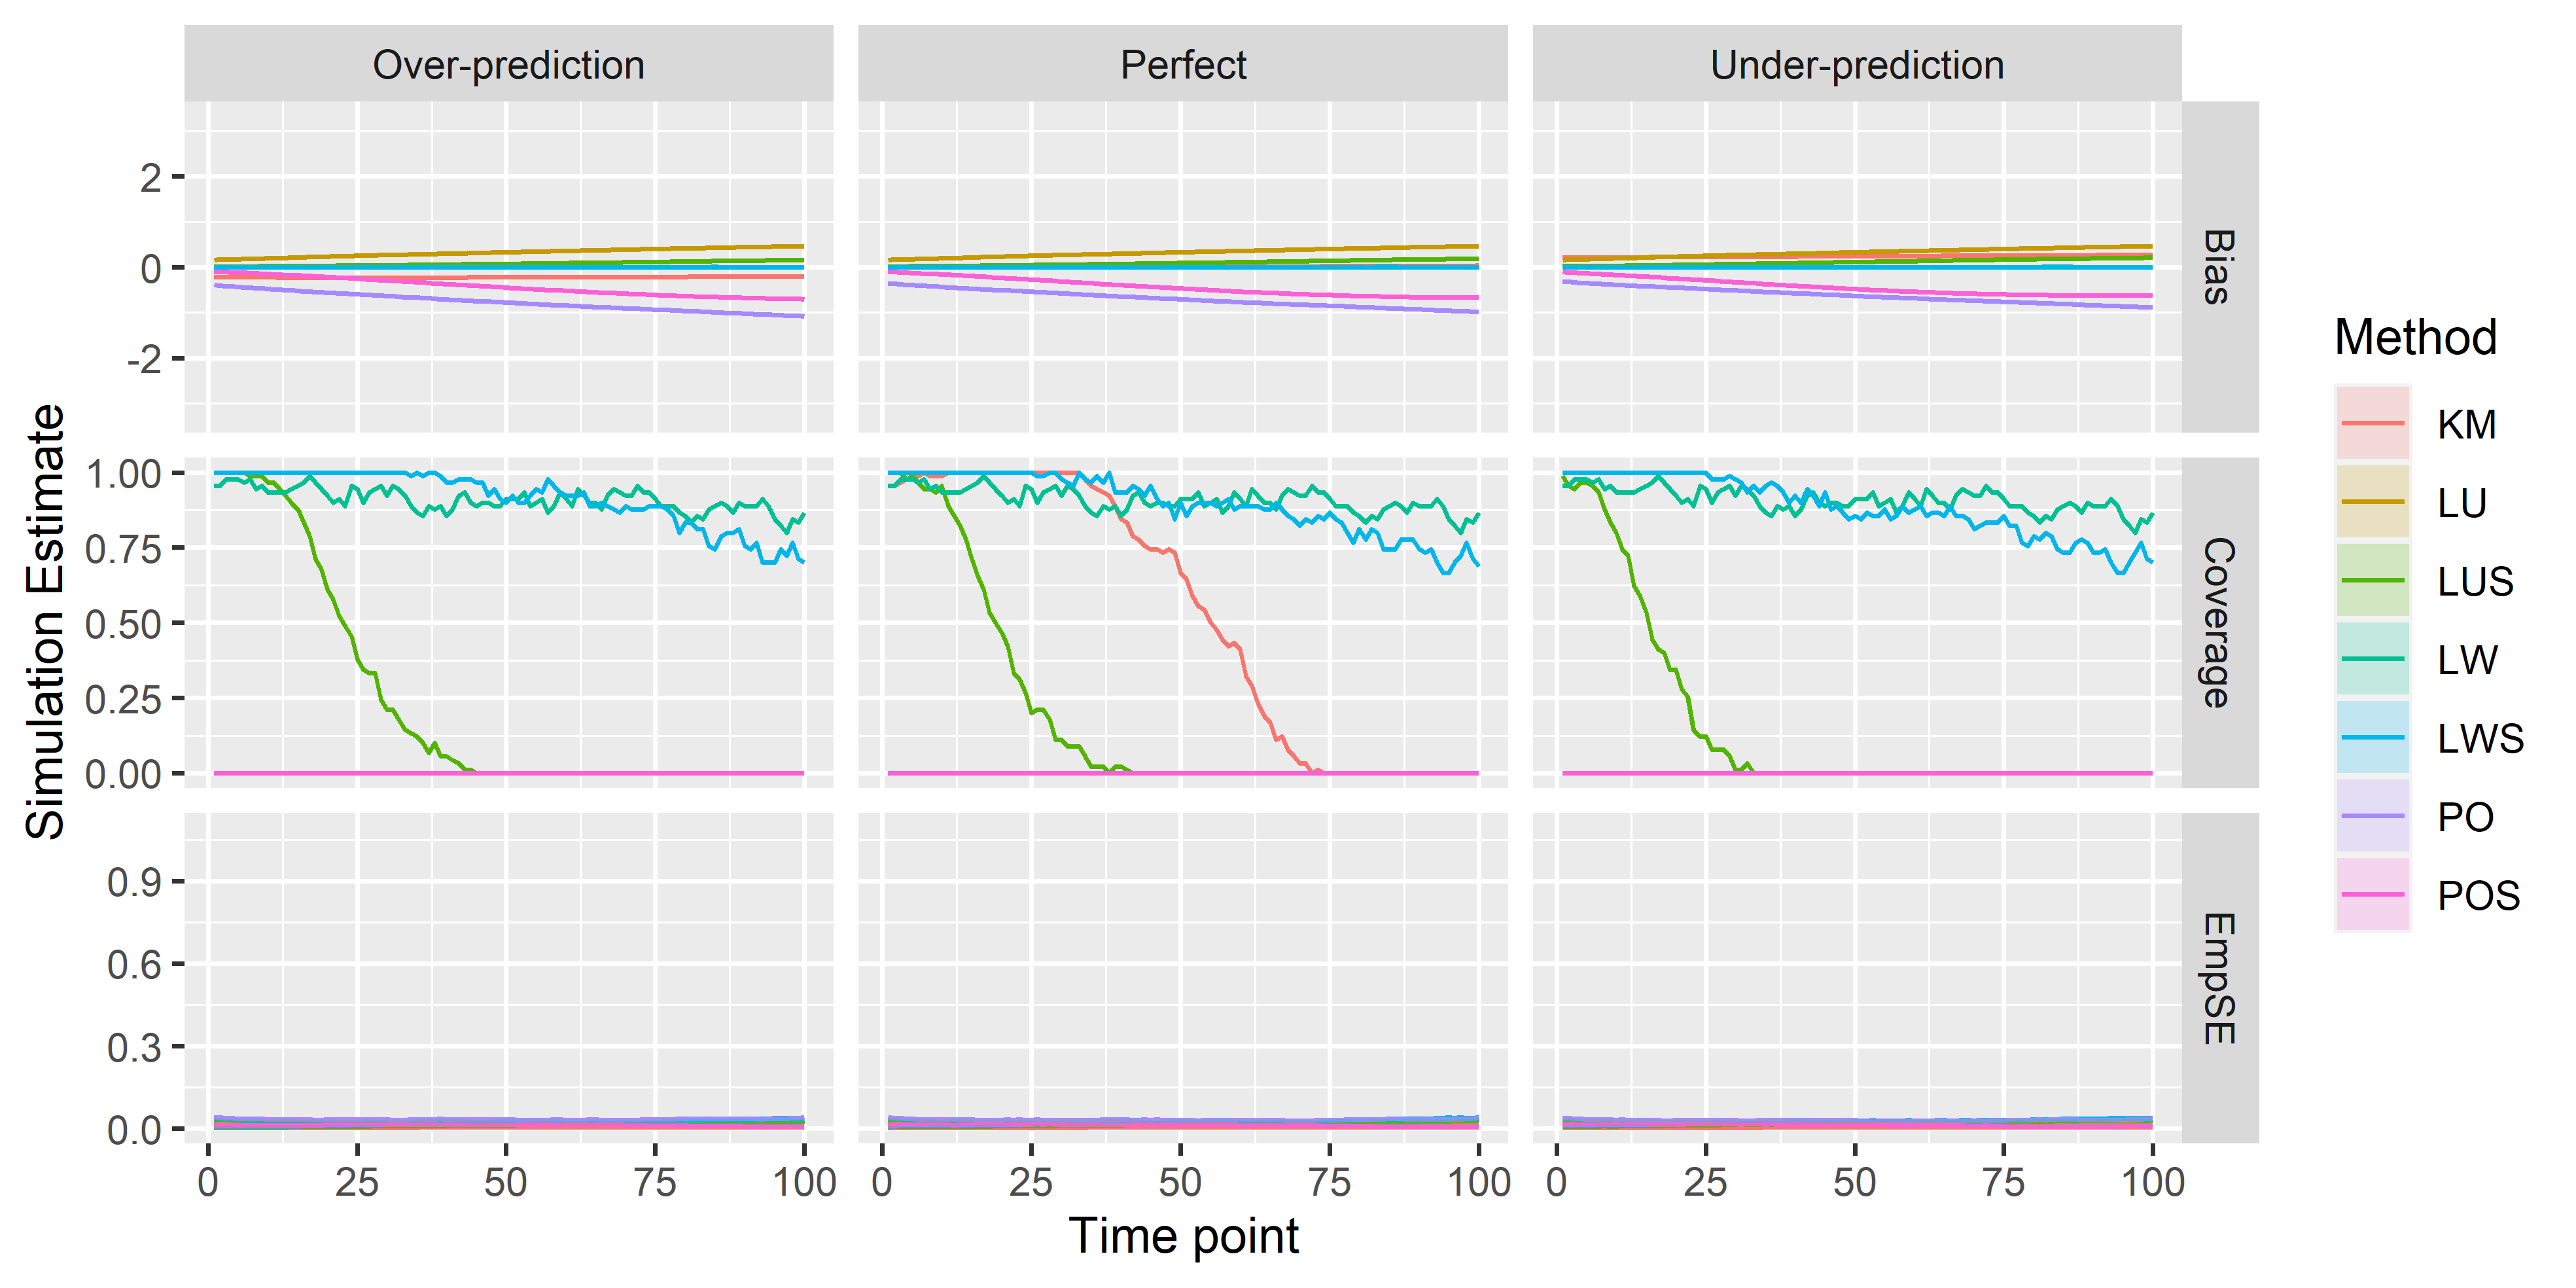 Over-prediction
Perfect
Under-prediction
Simulation Estimate
2
0
-2
Bias
1.00
0.75
0.50
0.25
0.00
Coverage
0.9
0.6
0.3
0.0
EmpSE
0 25 50 75 100
0 25 50 75 100
0 25 50 75 100
Time point
Method
KM
LU
LUS
LW
LWS
PO
POS